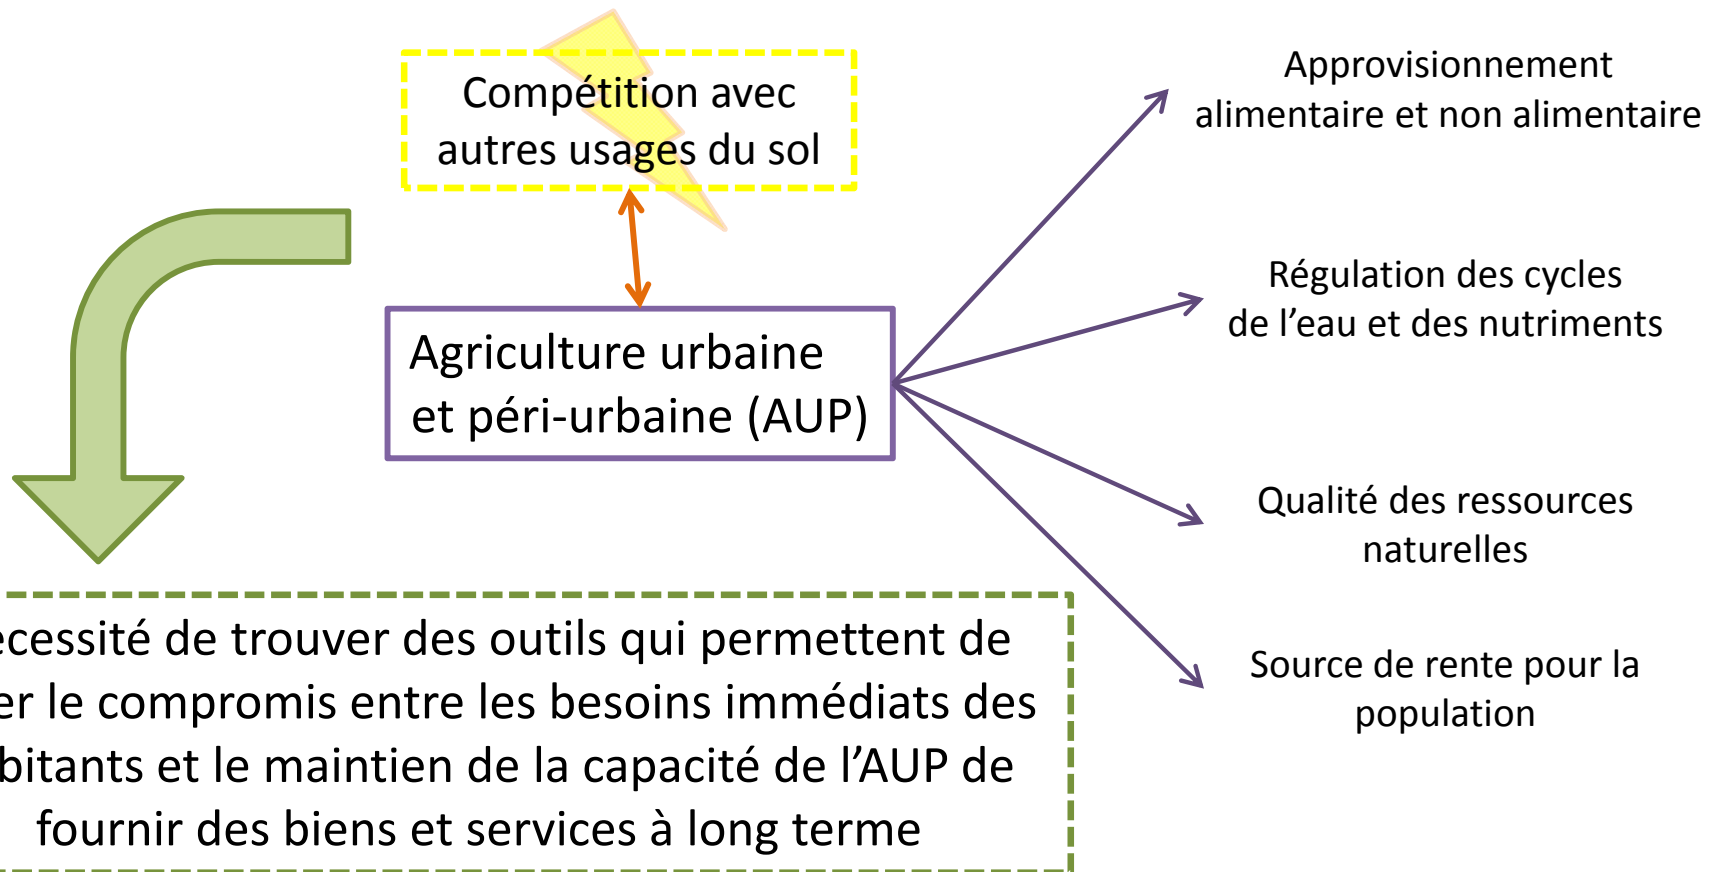 Compétition avec
autres usages du sol
Agriculture urbaine
et péri-urbaine (AUP)
Approvisionnement
alimentaire et non alimentaire
Régulation des cycles
de l'eau et des nutriments
Qualité des ressources
naturelles
Source de rente pour la
population
de trouver des outils qui permettent de
le compromis entre les besoins immédiats des
et le maintien de la capacité de l'AUP de
fournir des biens et services à long terme